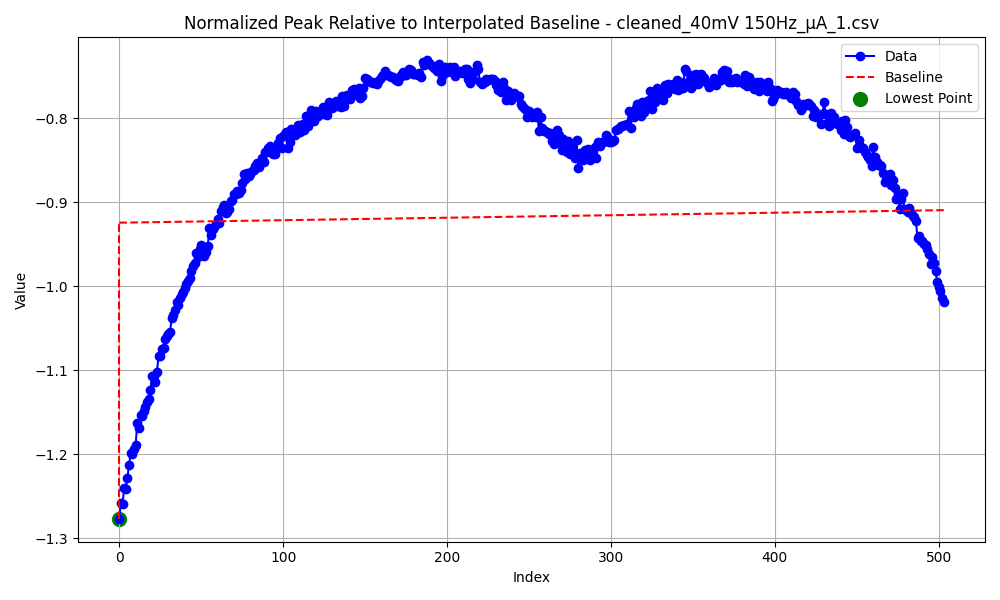 Normalized Peak Relative to Interpolated Baseline - cleaned_40mV 150Hz_μA_1.csv
Data
Baseline
Lowest Point
Value
−0.8
−0.9
−1.0
−1.1
−1.2
−1.3
0 100 200 300 400 500
Index